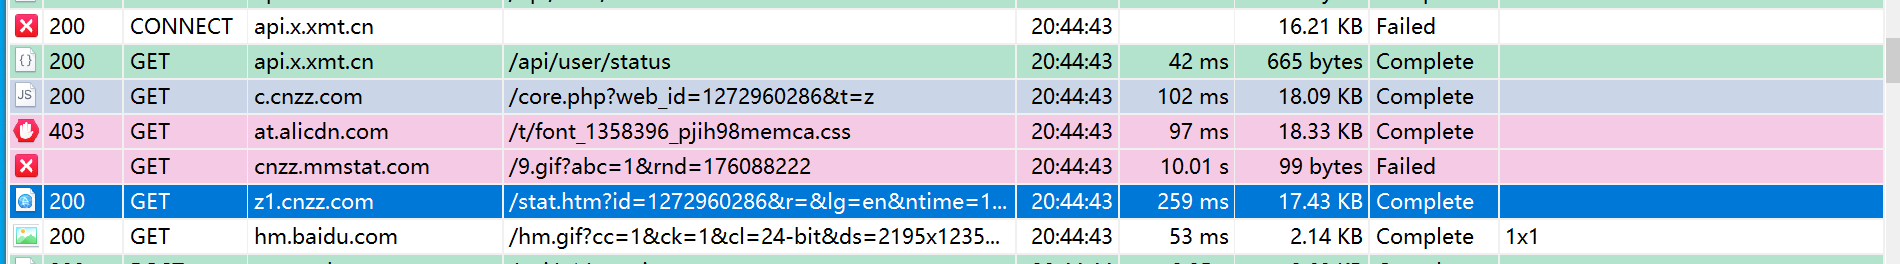 200 CONNECT api.x.xmt.cn 20:44:43 16.21 KB Failed
{} 200 GET api.x.xmt.cn /api/user/status 20:44:43 42 ms 665 bytes Complete
JS 200 GET c.cnzz.com /core.php?web_id=1272960286&t=z 20:44:43 102 ms 18.09 KB Complete
403 GET at.alicdn.com /t/font_1358396_pjih98memca.css 20:44:43 97 ms 18.33 KB Complete
GET cnzz.mmstat.com /9.gif?abc=1&rnd=176088222 20:44:43 10.01 s 99 bytes Failed
200 GET z1.cnzz.com /stat.htm?id=1272960286&r=&lg=en&ntime=1... 20:44:43 259 ms 17.43 KB Complete
200 GET hm.baidu.com /hm.gif?cc=1&ck=1&cl=24-bit&ds=2195x1235... 20:44:43 53 ms 2.14 KB Complete 1x1